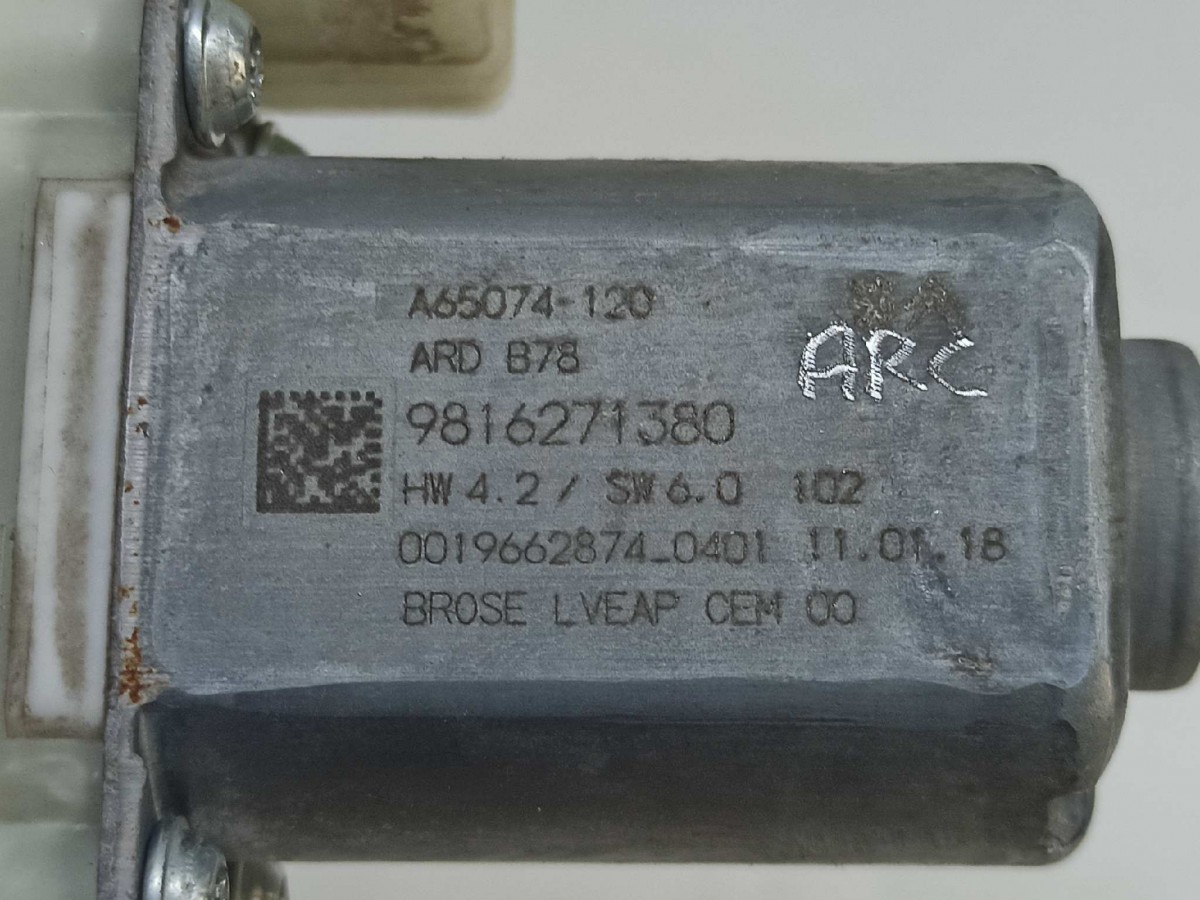 A65074-120
ARD B78
ARC
9816271380
HW 4.2 / SW 6.0 102
0019662874_0401 11.01.18
BROSE LVEAP CEM 00